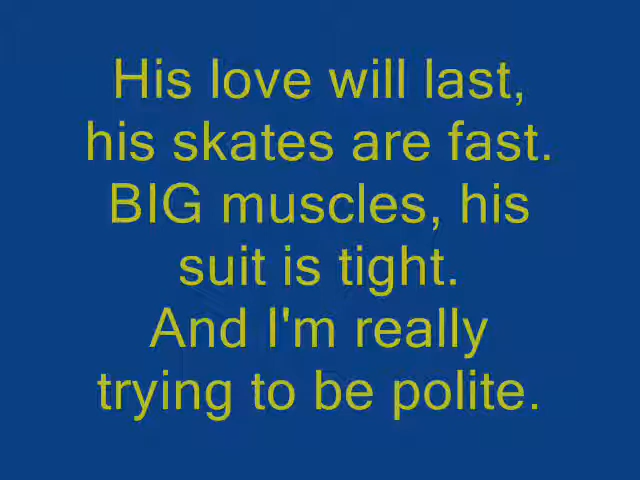 His love will last,
his skates are fast.
BIG muscles, his
suit is tight.
And I'm really
trying to be polite.